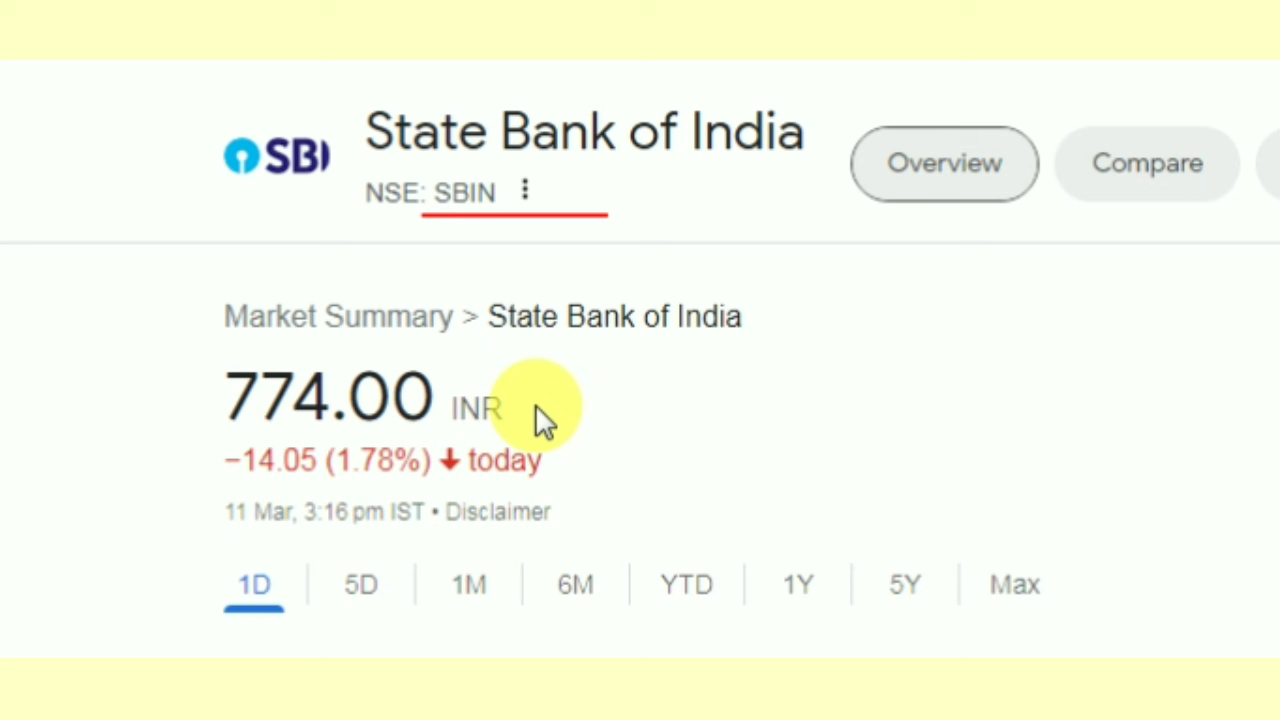 State Bank of India
SBI
NSE: SBIN
Overview
Compare
Market Summary > State Bank of India
774.00 INR
−14.05 (1.78%) ↓ today
11 Mar, 3:16 pm IST • Disclaimer
1D 5D 1M 6M YTD 1Y 5Y Max